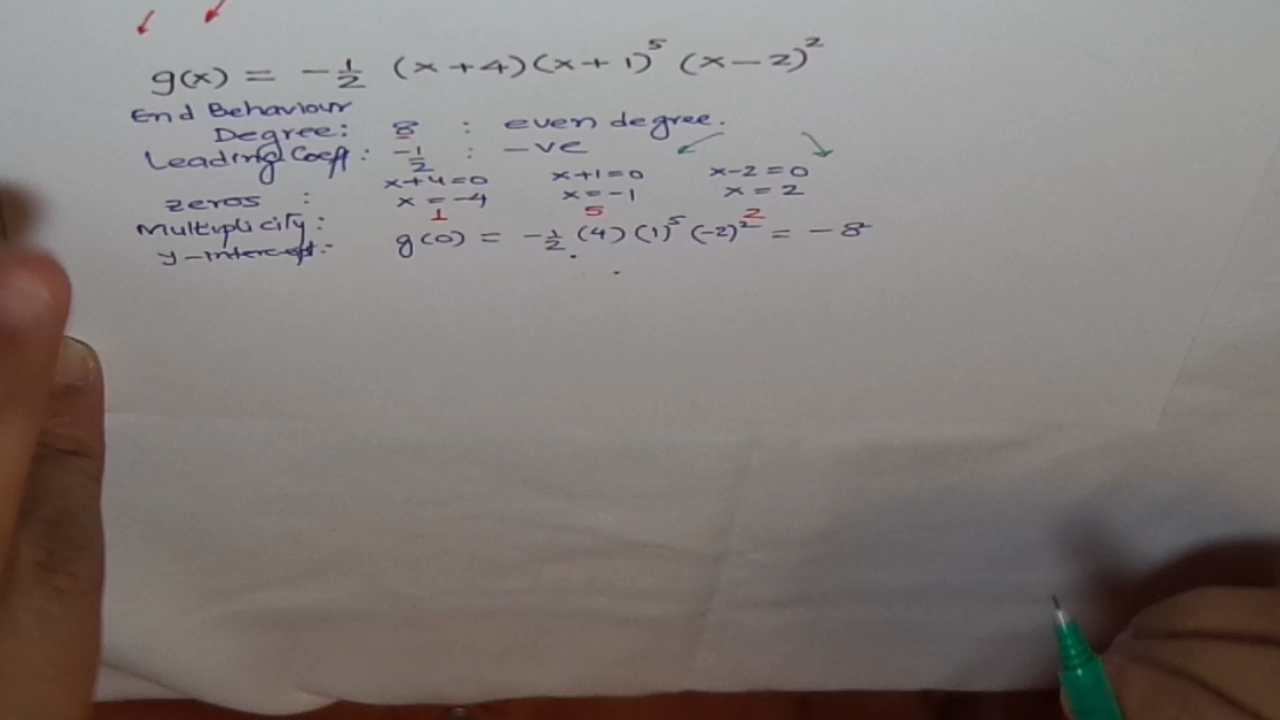 g(x) = -1/2 (x+4)(x+1)^5 (x-2)^2
End Behaviour
Degree: 8 : even degree.
Leading Coeff: -1/2 : -ve
x+4=0 x+1=0 x-2=0
zeros : x=-4 x=-1 x=2
Multiplicity: 1 5 2
y-Intercept:- g(0) = -1/2 (4)(1)^5 (-2)^2 = -8